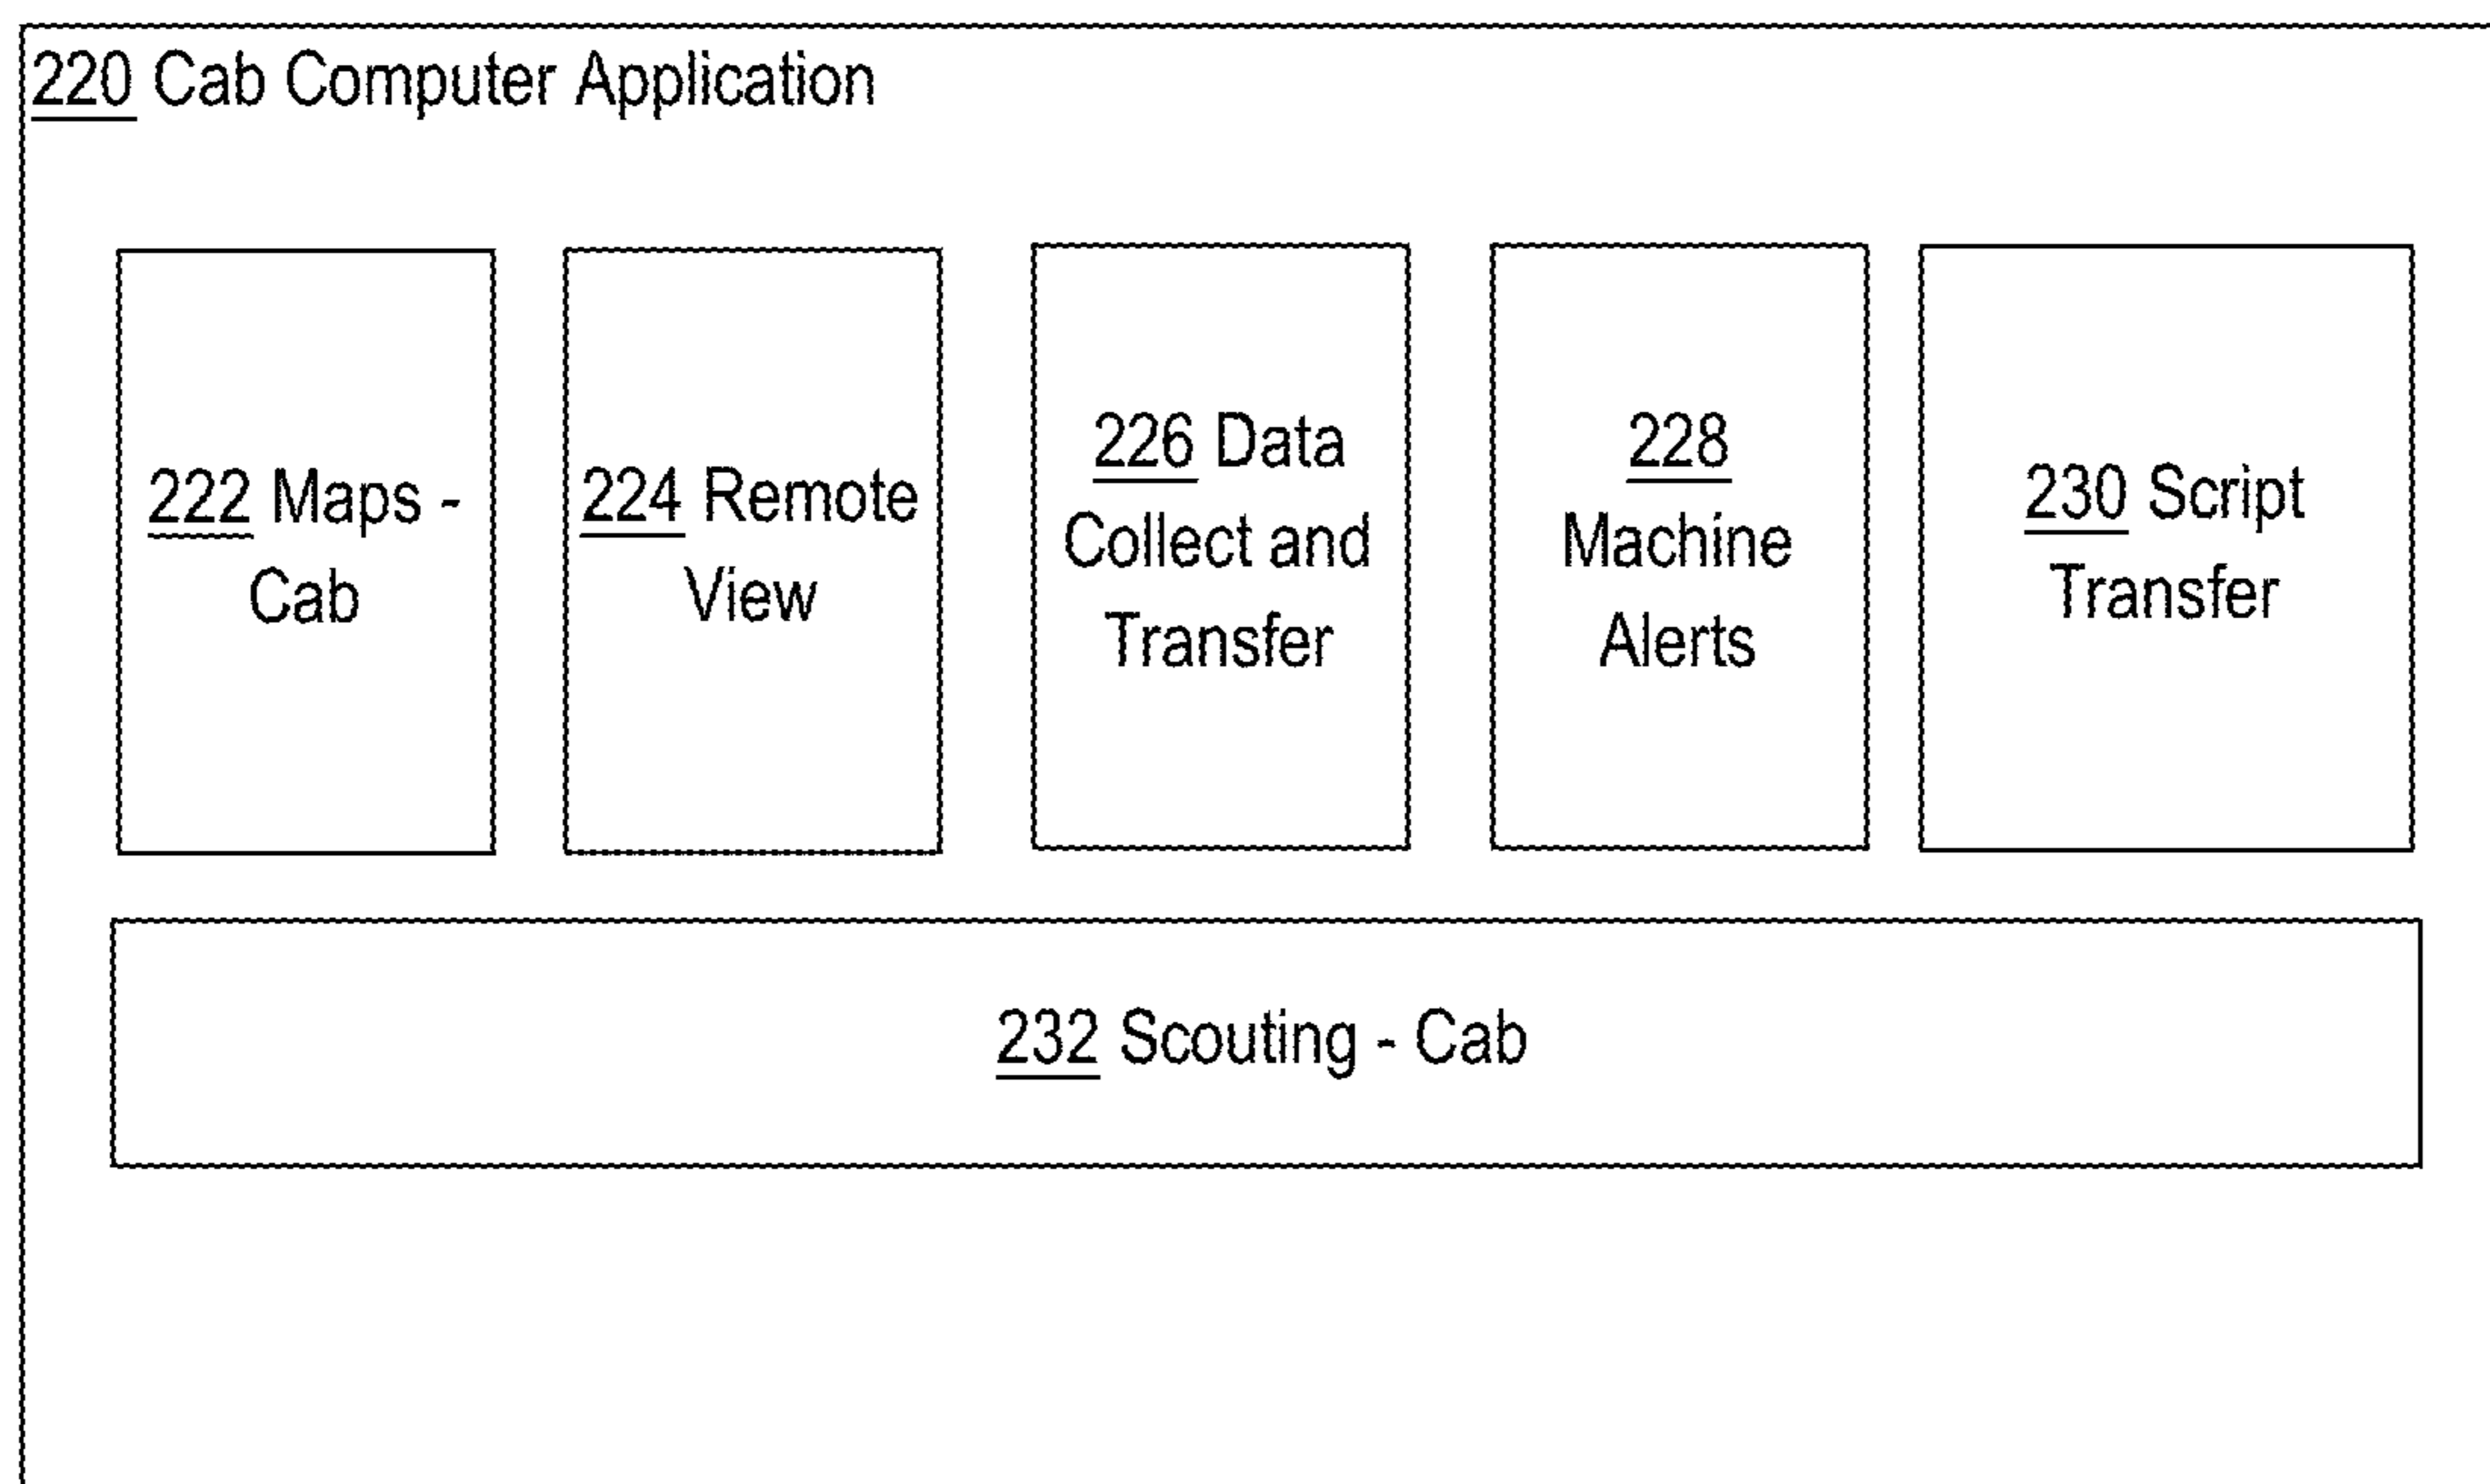 220 Cab Computer Application
222 Maps -
Cab
224 Remote
View
226 Data
Collect and
Transfer
228
Machine
Alerts
230 Script
Transfer
232 Scouting - Cab